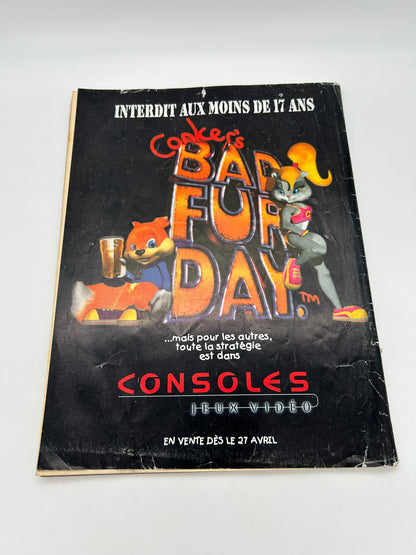 INTERDIT AUX MOINS DE 17 ANS
Conker's
BAD
FUR
DAY.™
...mais pour les autres,
toute la stratégie
est dans
CONSOLES
JEUX VIDÉO
EN VENTE DÈS LE 27 AVRIL